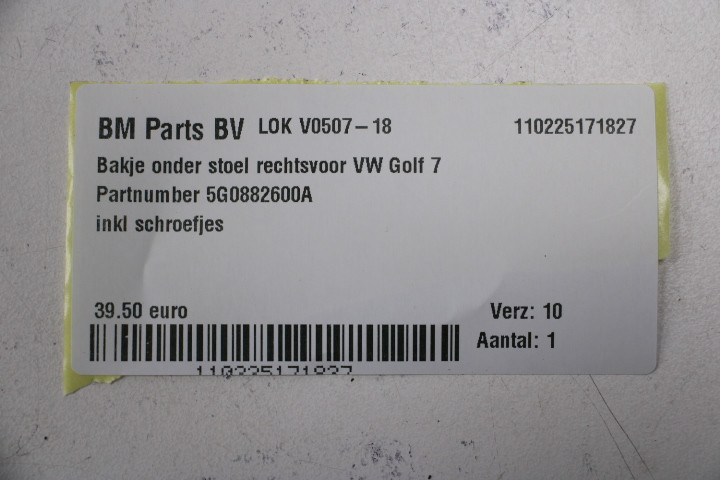 BM Parts BV LOK V0507-18 110225171827
Bakje onder stoel rechtsvoor VW Golf 7
Partnumber 5G0882600A
inkl schroefjes
39.50 euro Verz: 10
Aantal: 1
110225171827